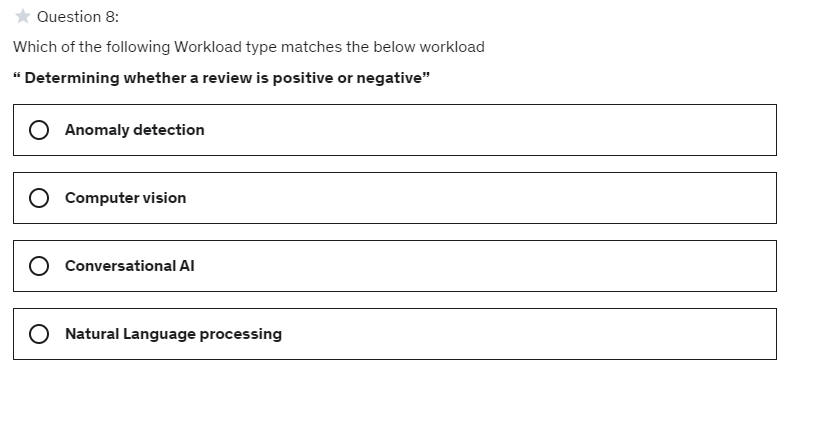 Question 8:
Which of the following Workload type matches the below workload
“ Determining whether a review is positive or negative”
Anomaly detection
Computer vision
Conversational AI
Natural Language processing